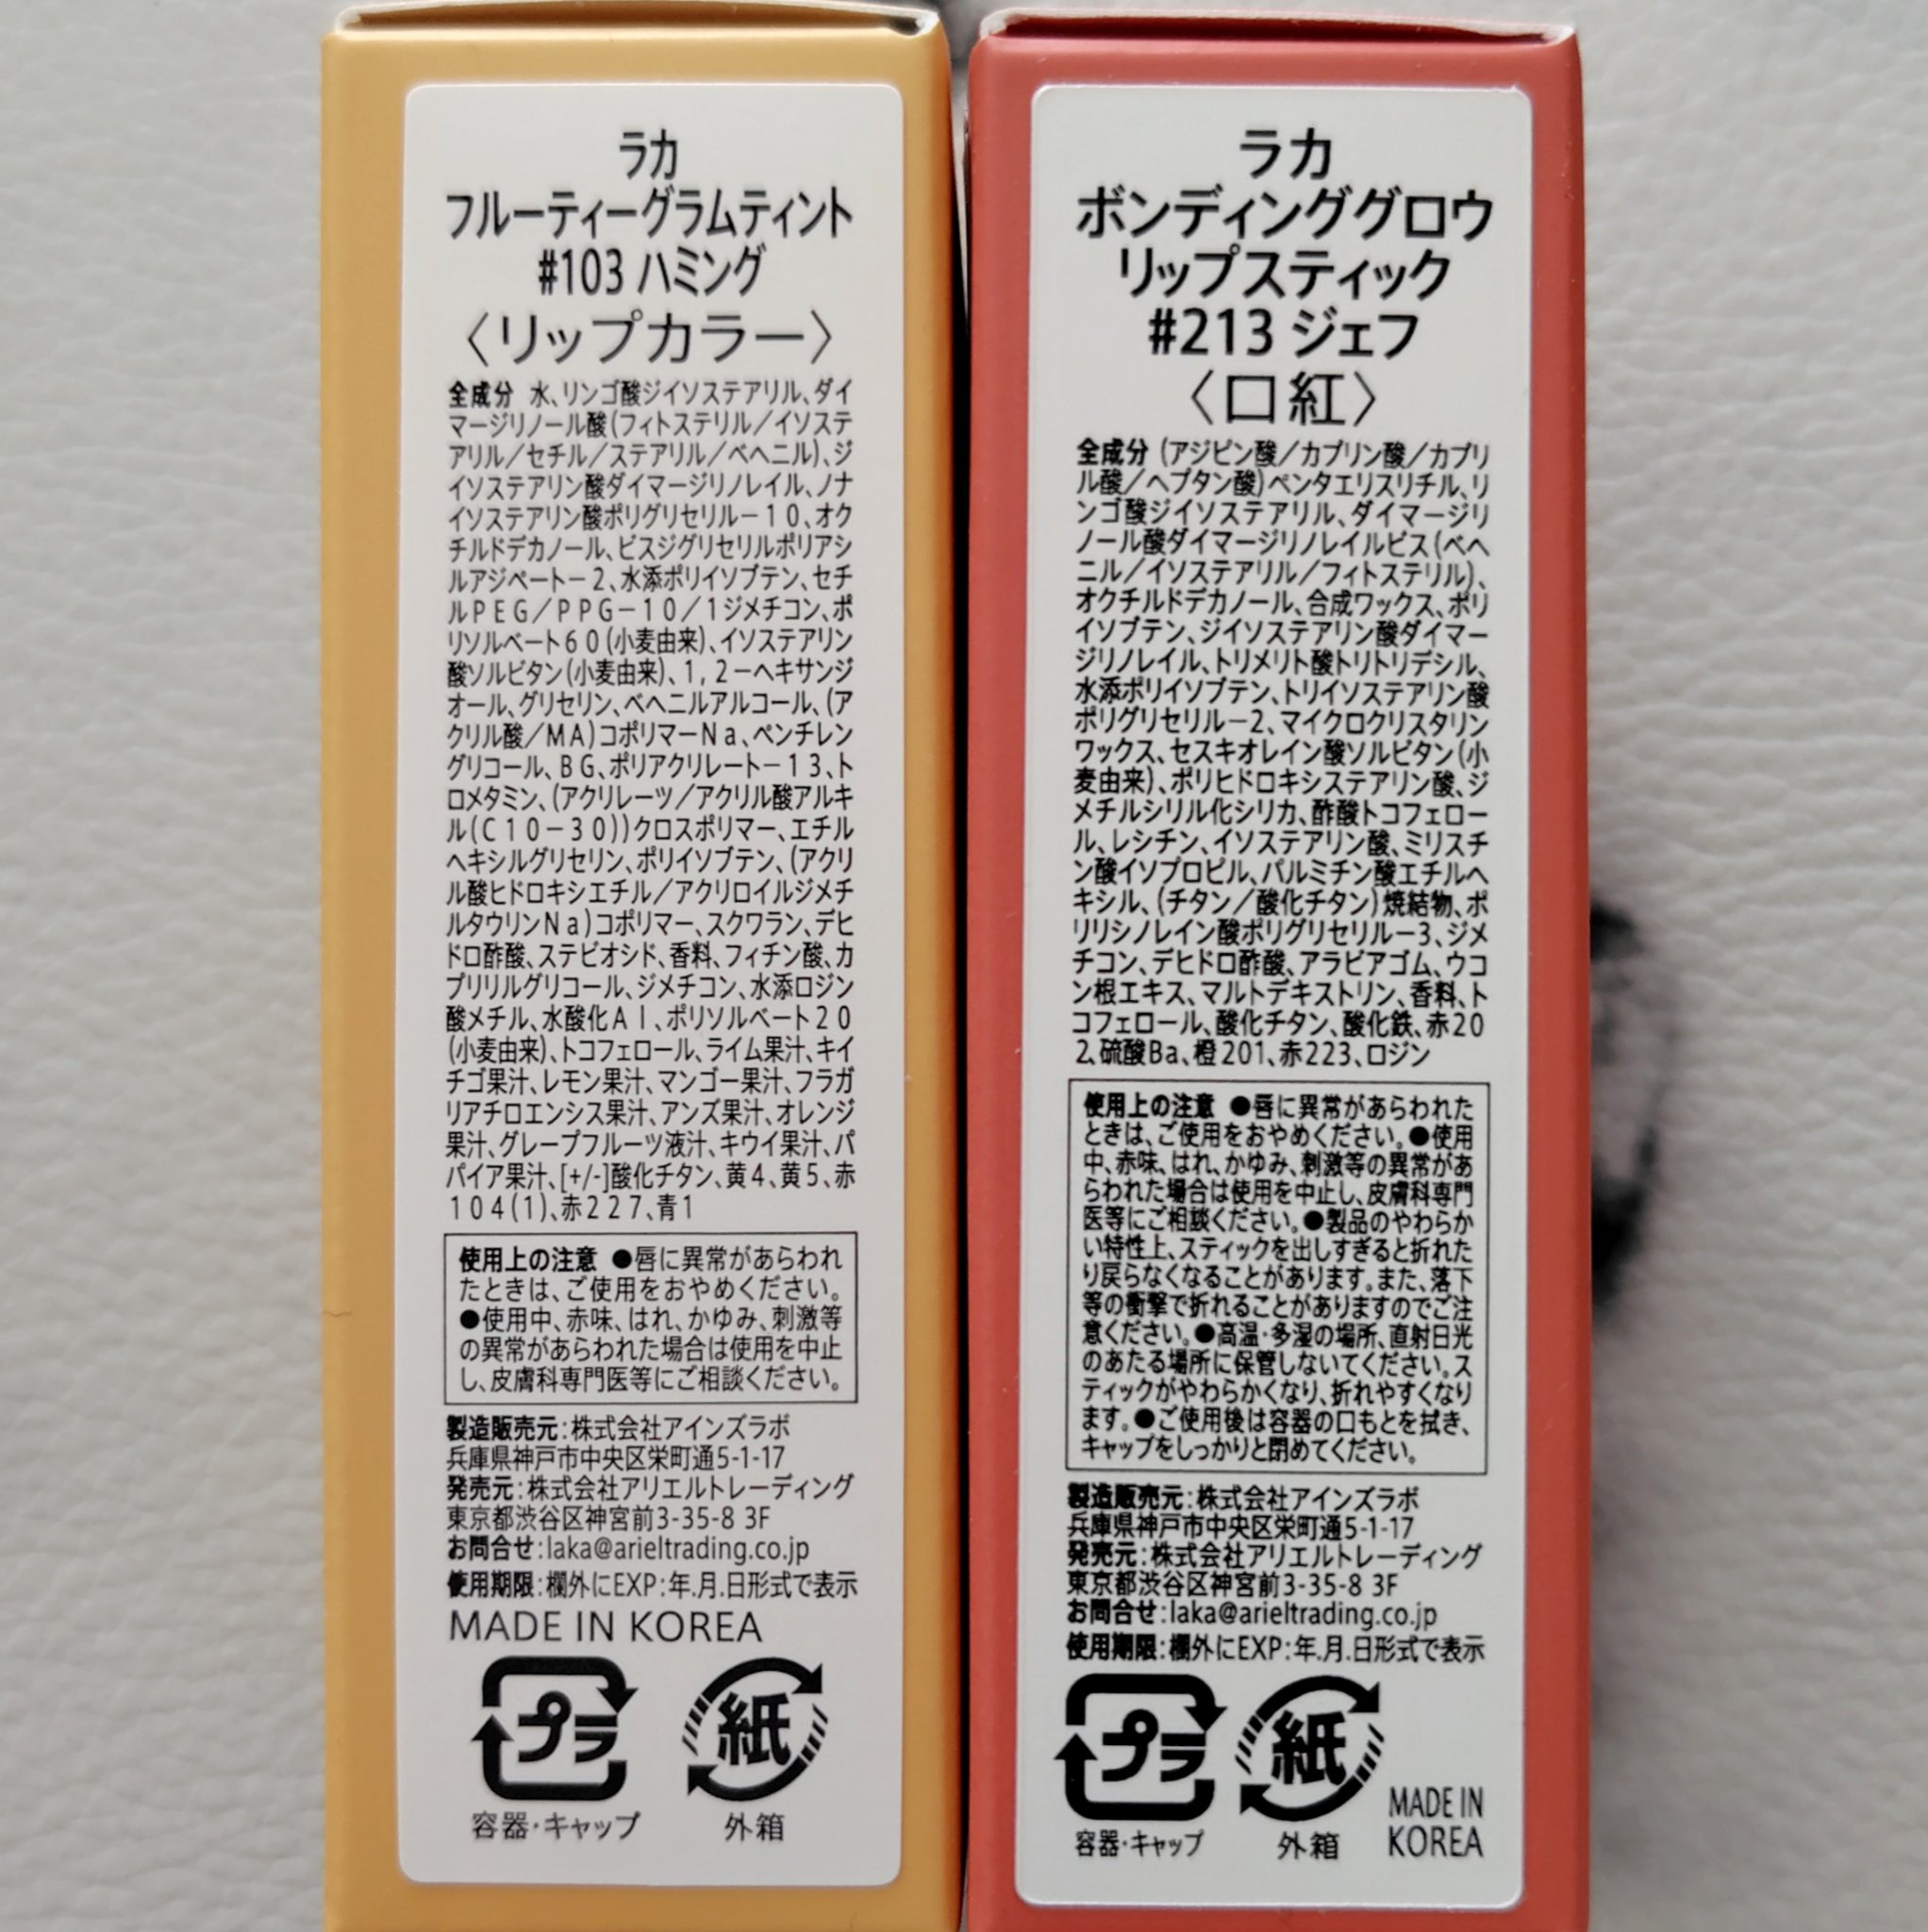 ラカ
フルーティーグラムティント
#103 ハミング
〈リップカラー〉
全成分 水、リンゴ酸ジイソステアリル、ダイ
マージリノール酸(フィトステリル/イソステ
アリル/セチル/ステアリル/ベヘニル)、ジ
イソステアリン酸ダイマージリノレイル、ノナ
イソステアリン酸ポリグリセリル－10、オク
チルドデカノール、ビスジグリセリルポリアシ
ルアジペート－2、水添ポリイソブテン、セチ
ルPEG/PPG－10/1ジメチコン、ポ
リソルベート60(小麦由来)、イソステアリン
酸ソルビタン(小麦由来)、1,2－ヘキサンジ
オール、グリセリン、ベヘニルアルコール、(ア
クリル酸/MA)コポリマーNa、ペンチレン
グリコール、BG、ポリアクリレート－13、ト
ロメタミン、(アクリレーツ/アクリル酸アルキ
ル(C10－30))クロスポリマー、エチル
ヘキシルグリセリン、ポリイソブテン、(アクリ
ル酸ヒドロキシエチル/アクリロイルジメチ
ルタウリンNa)コポリマー、スクワラン、デヒ
ドロ酢酸、ステビオシド、香料、フィチン酸、カ
プリリルグリコール、ジメチコン、水添ロジン
酸メチル、水酸化Al、ポリソルベート20
(小麦由来)、トコフェロール、ライム果汁、キイ
チゴ果汁、レモン果汁、マンゴー果汁、フラガ
リアチロエンシス果汁、アンズ果汁、オレンジ
果汁、グレープフルーツ液汁、キウイ果汁、パ
パイア果汁、[+/-]酸化チタン、黄4、黄5、赤
104(1)、赤227、青1
使用上の注意 ●唇に異常があらわれ
たときは、ご使用をおやめください。
●使用中、赤味、はれ、かゆみ、刺激等
の異常があらわれた場合は使用を中止
し、皮膚科専門医等にご相談ください。
製造販売元:株式会社アインズラボ
兵庫県神戸市中央区栄町通5-1-17
発売元:株式会社アリエルトレーディング
東京都渋谷区神宮前3-35-8 3F
お問合せ:laka@arieltrading.co.jp
使用期限:欄外にEXP:年.月.日形式で表示
MADE IN KOREA
プラ 紙
容器・キャップ 外箱
ラカ
ボンディンググロウ
リップスティック
#213 ジェフ
〈口紅〉
全成分 (アジピン酸/カプリン酸/カプリ
ル酸/ヘプタン酸)ペンタエリスリチル、リ
ンゴ酸ジイソステアリル、ダイマージリ
ノール酸ダイマージリノレイルビス(ベヘ
ニル/イソステアリル/フィトステリル)、
オクチルドデカノール、合成ワックス、ポリ
イソブテン、ジイソステアリン酸ダイマー
ジリノレイル、トリメリト酸トリトリデシル、
水添ポリイソブテン、トリイソステアリン酸
ポリグリセリル－2、マイクロクリスタリン
ワックス、セスキオレイン酸ソルビタン(小
麦由来)、ポリヒドロキシステアリン酸、ジ
メチルシリル化シリカ、酢酸トコフェロー
ル、レシチン、イソステアリン酸、ミリスチ
ン酸イソプロピル、パルミチン酸エチルヘ
キシル、(チタン/酸化チタン)焼結物、ポ
リリシノレイン酸ポリグリセリル－3、ジメ
チコン、デヒドロ酢酸、アラビアゴム、ウコ
ン根エキス、マルトデキストリン、香料、ト
コフェロール、酸化チタン、酸化鉄、赤20
2、硫酸Ba、橙201、赤223、ロジン
使用上の注意 ●唇に異常があらわれた
ときは、ご使用をおやめください。●使用
中、赤味、はれ、かゆみ、刺激等の異常があ
らわれた場合は使用を中止し、皮膚科専門
医等にご相談ください。●製品のやわらか
い特性上、スティックを出しすぎると折れた
り戻らなくなることがあります。また、落下
等の衝撃で折れることがありますのでご注
意ください。●高温・多湿の場所、直射日光
のあたる場所に保管しないてください。ス
ティックがやわらかくなり、折れやすくなり
ます。●ご使用後は容器の口もとを拭き、
キャップをしっかりと閉めてください。
製造販売元:株式会社アインズラボ
兵庫県神戸市中央区栄町通5-1-17
発売元:株式会社アリエルトレーディング
東京都渋谷区神宮前3-35-8 3F
お問合せ:laka@arieltrading.co.jp
使用期限:欄外にEXP:年.月.日形式で表示
プラ 紙
容器・キャップ 外箱
MADE IN
KOREA